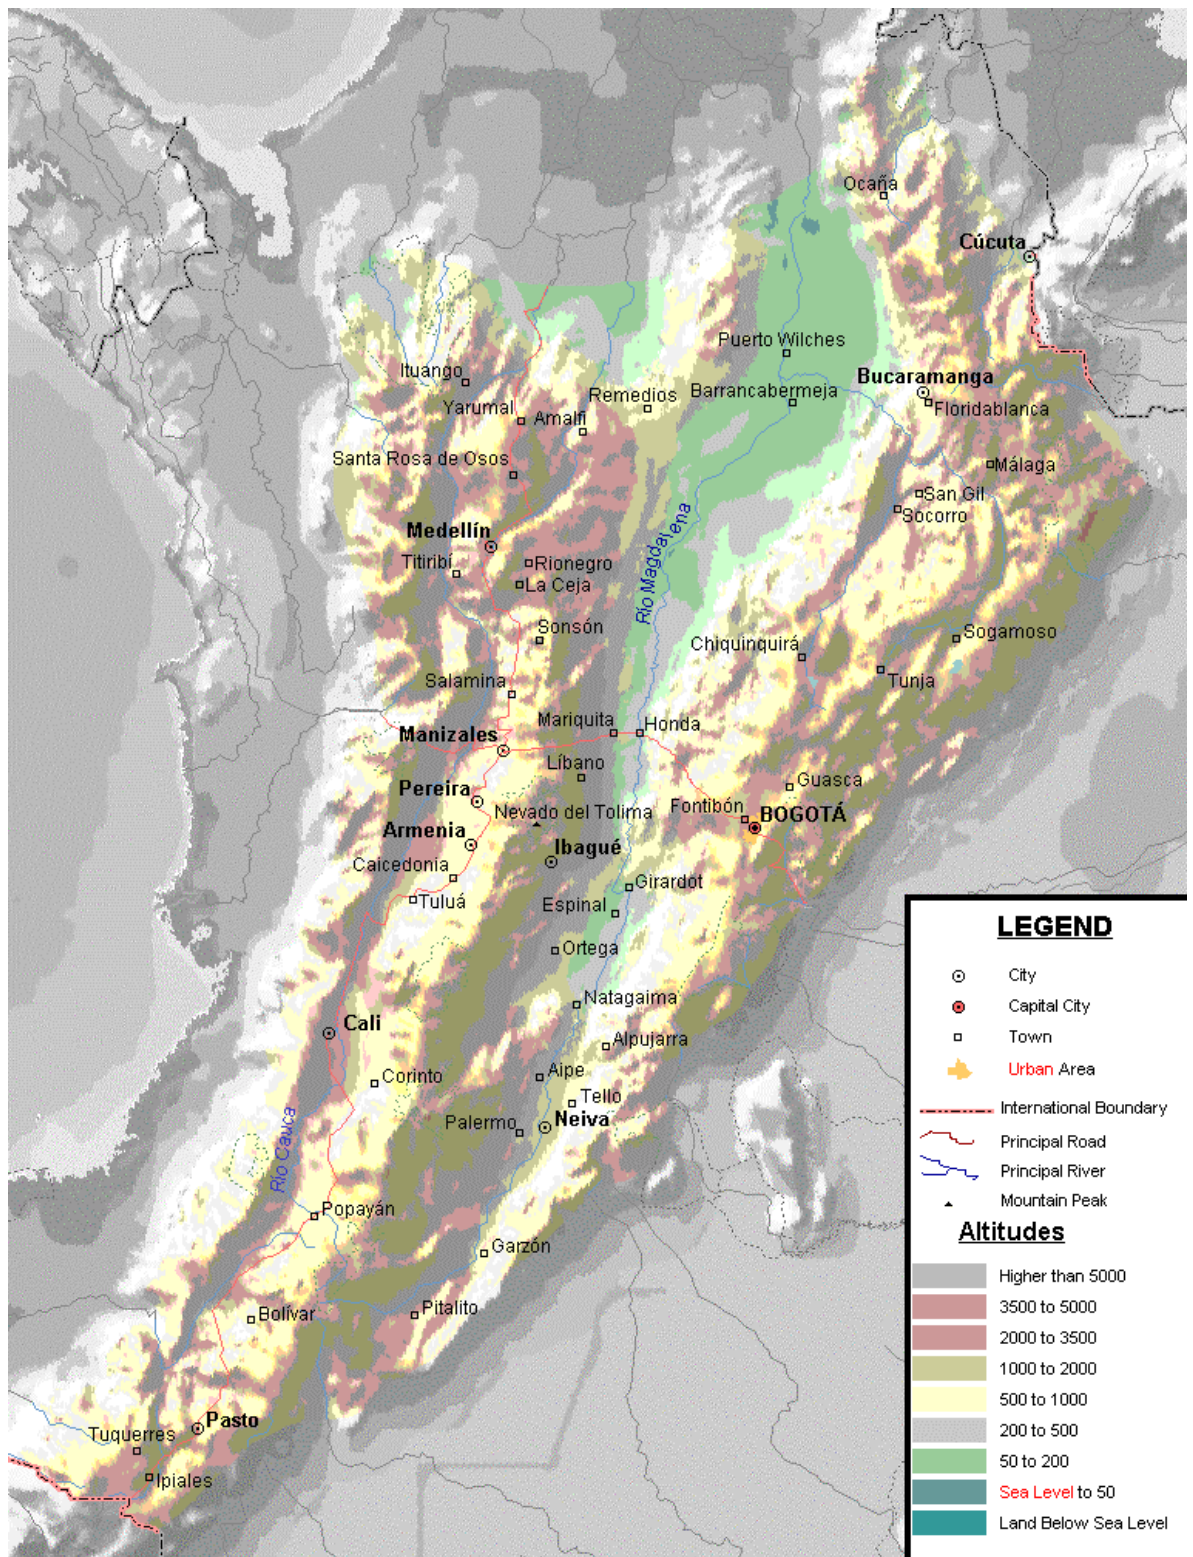 Ocaña
Cúcuta
Puerto Wilches
Ituango
Bucaramanga
Remedios
Barrancabermeja
Floridablanca
Yarumal
Amalfi
Santa Rosa de Osos
Málaga
San Gil
Socorro
Medellín
Río Magdalena
Titiribí
Rionegro
La Ceja
Sonsón
Chiquinquirá
Sogamoso
Tunja
Salamina
Mariquita
Honda
Manizales
Líbano
Pereira
Guasca
Nevado del Tolima
Fontibón
BOGOTÁ
Armenia
Ibagué
Caicedonia
Girardot
Tuluá
Espinal
Ortega
Natagaima
Cali
Alpujarra
Corinto
Aipe
Tello
Palermo
Neiva
Río Cauca
Popayán
Garzón
Bolívar
Pitalito
Pasto
Tuquerres
Ipiales
LEGEND
City
Capital City
Town
Urban Area
International Boundary
Principal Road
Principal River
Mountain Peak
Altitudes
Higher than 5000
3500 to 5000
2000 to 3500
1000 to 2000
500 to 1000
200 to 500
50 to 200
Sea Level to 50
Land Below Sea Level